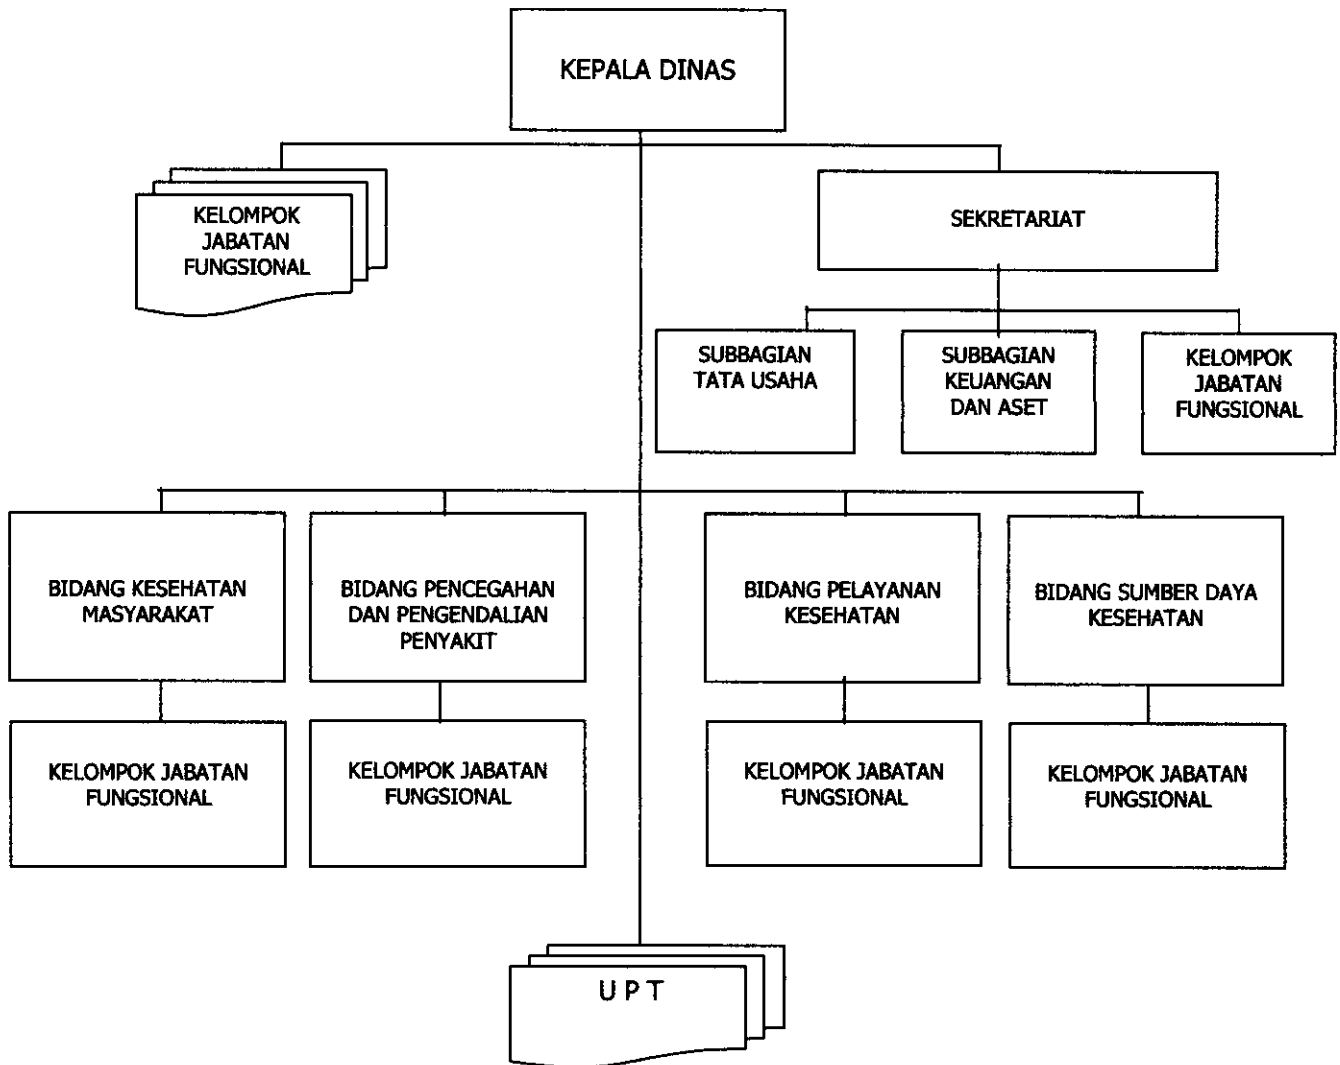 KEPALA DINAS
KELOMPOK
JABATAN
FUNGSIONAL
SEKRETARIAT
SUBBAGIAN
TATA USAHA
SUBBAGIAN
KEUANGAN
DAN ASET
KELOMPOK
JABATAN
FUNGSIONAL
BIDANG KESEHATAN
MASYARAKAT
BIDANG PENCEGAHAN
DAN PENGENDALIAN
PENYAKIT
BIDANG PELAYANAN
KESEHATAN
BIDANG SUMBER DAYA
KESEHATAN
KELOMPOK JABATAN
FUNGSIONAL
KELOMPOK JABATAN
FUNGSIONAL
KELOMPOK JABATAN
FUNGSIONAL
KELOMPOK JABATAN
FUNGSIONAL
U P T